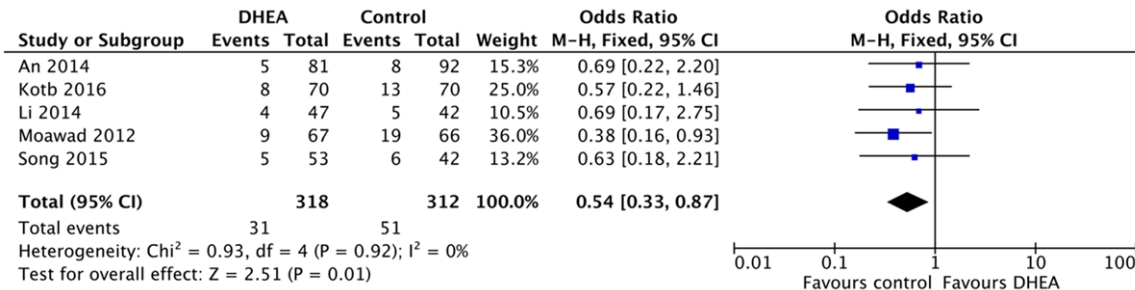 DHEA Control Odds Ratio Odds Ratio
Study or Subgroup Events Total Events Total Weight M-H, Fixed, 95% CI M-H, Fixed, 95% CI
An 2014 5 81 8 92 15.3% 0.69 [0.22, 2.20]
Kotb 2016 8 70 13 70 25.0% 0.57 [0.22, 1.46]
Li 2014 4 47 5 42 10.5% 0.69 [0.17, 2.75]
Moawad 2012 9 67 19 66 36.0% 0.38 [0.16, 0.93]
Song 2015 5 53 6 42 13.2% 0.63 [0.18, 2.21]
Total (95% CI) 318 312 100.0% 0.54 [0.33, 0.87]
Total events 31 51
Heterogeneity: Chi² = 0.93, df = 4 (P = 0.92); I² = 0%
Test for overall effect: Z = 2.51 (P = 0.01)
0.01 0.1 1 10 100
Favours control Favours DHEA